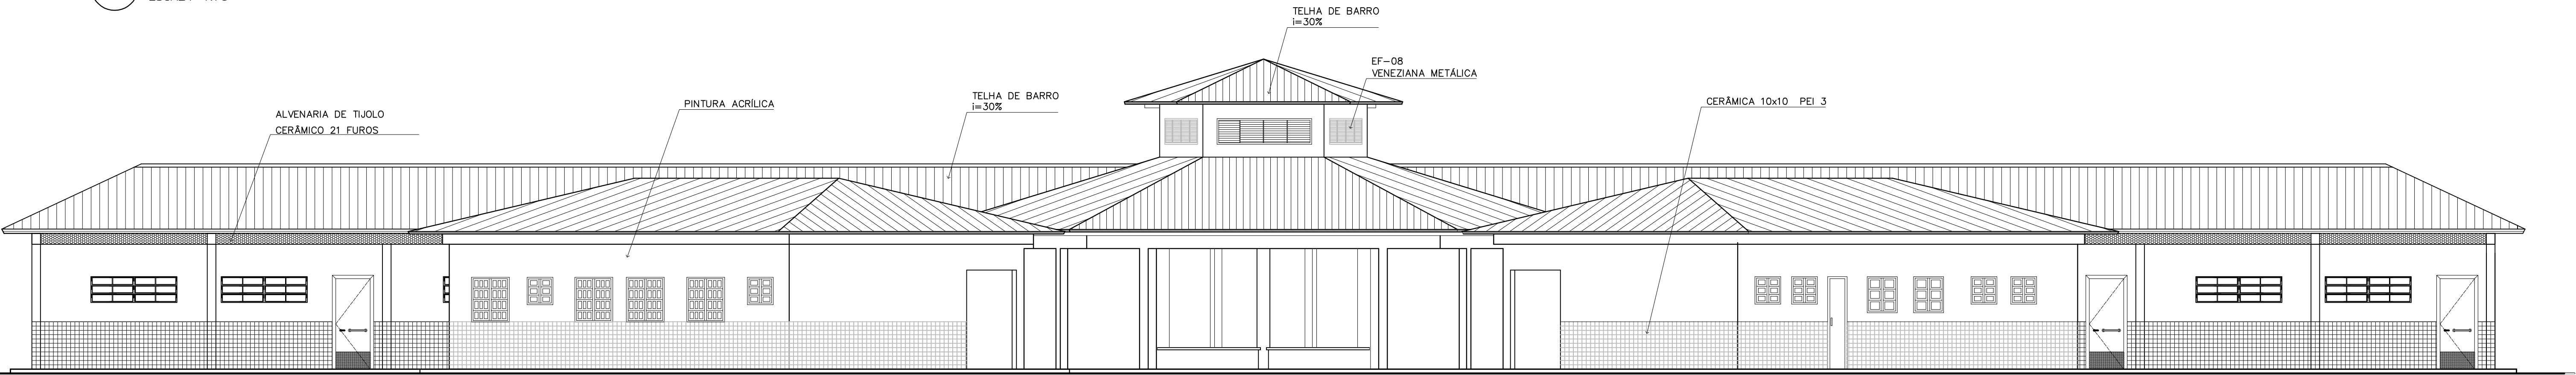 TELHA DE BARRO
i=30%
EF-08
VENEZIANA METÁLICA
TELHA DE BARRO
i=30%
PINTURA ACRÍLICA
CERÂMICA 10x10 PEI 3
ALVENARIA DE TIJOLO
CERÂMICO 21 FUROS